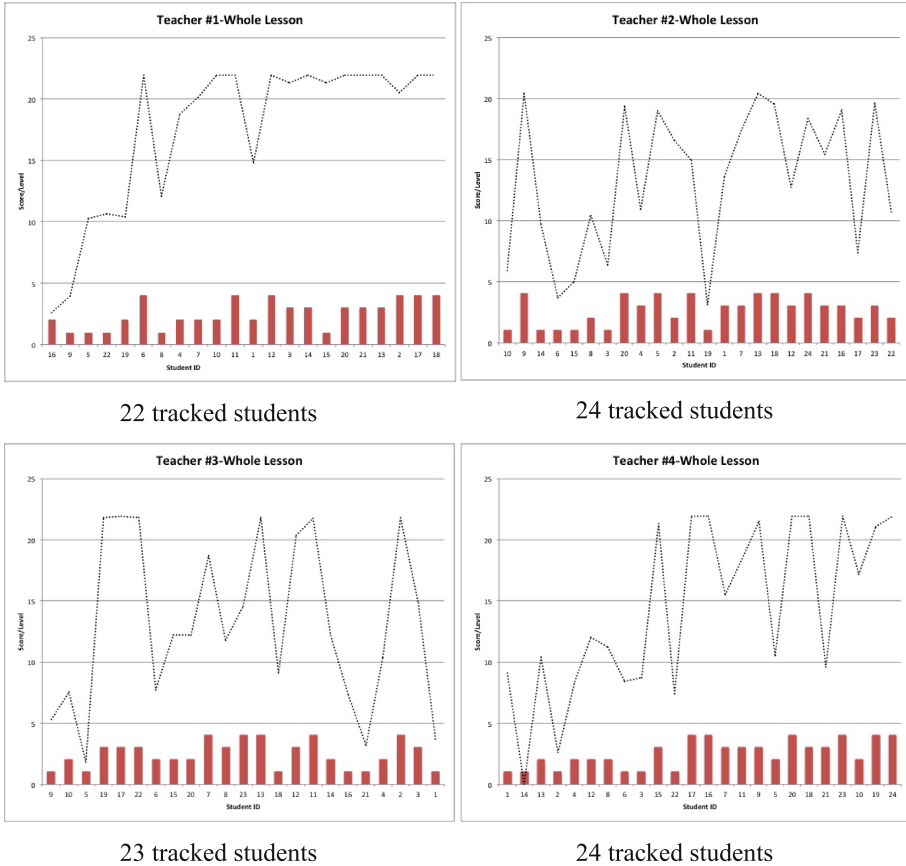 Teacher #1-Whole Lesson
25
20
15
10
5
0
Score/Level
16 9 5 22 19 6 8 4 7 10 11 1 12 3 14 15 20 21 13 2 17 18
Student ID
22 tracked students
Teacher #2-Whole Lesson
25
20
15
10
5
0
Score/Level
10 9 14 6 15 8 3 20 4 5 2 11 19 1 7 13 18 12 24 21 16 17 23 22
Student ID
24 tracked students
Teacher #3-Whole Lesson
25
20
15
10
5
0
Score/Level
9 10 5 19 17 22 6 15 20 7 8 23 13 18 12 11 14 16 21 4 2 3 1
Student ID
23 tracked students
Teacher #4-Whole Lesson
25
20
15
10
5
0
Score/Level
1 14 13 2 4 12 8 6 3 15 22 17 16 7 11 9 5 20 18 21 23 10 19 24
Student ID
24 tracked students